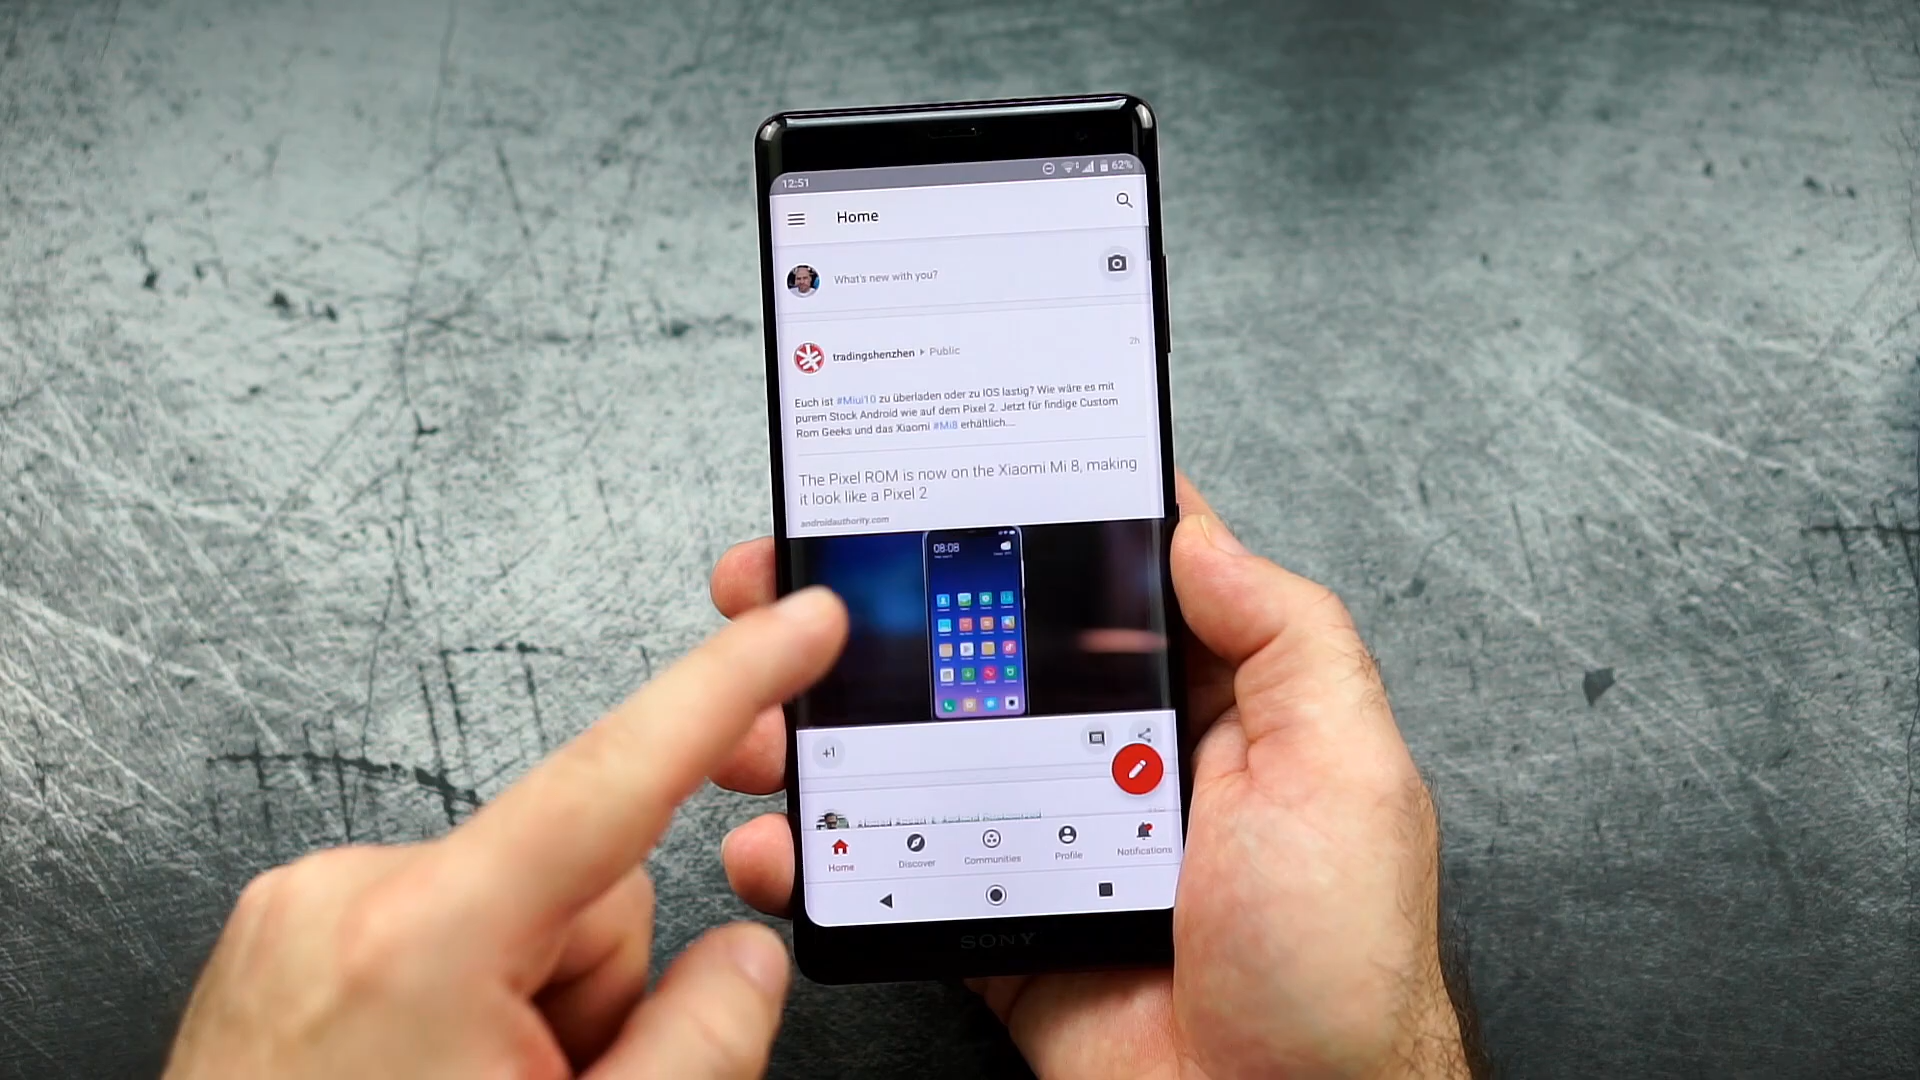 12:51
62%
Home
What's new with you?
tradingshenzhen ▸ Public
2h
Euch ist #Miui10 zu überladen oder zu IOS lastig? Wie wäre es mit
purem Stock Android wie auf dem Pixel 2. Jetzt für findige Custom
Rom Geeks und das Xiaomi #Mi8 erhältlich....
The Pixel ROM is now on the Xiaomi Mi 8, making
it look like a Pixel 2
androidauthority.com
08:08
+1
Home
Discover
Communities
Profile
Notifications
SONY